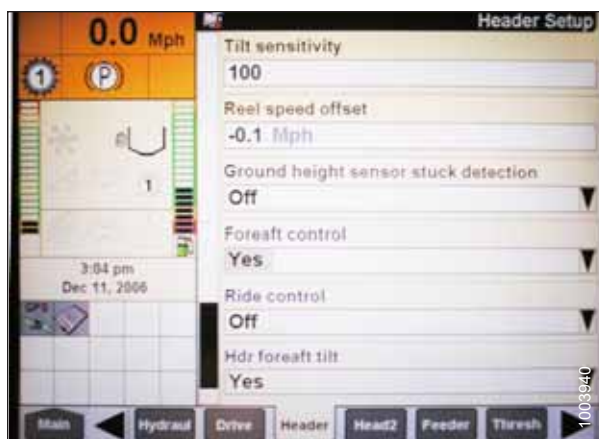 0.0 Mph
1
(P)
1
3:04 pm
Dec 11, 2006
GPS
Header Setup
Tilt sensitivity
100
Reel speed offset
-0.1 Mph
Ground height sensor stuck detection
Off
Foreaft control
Yes
Ride control
Off
Hdr foreaft tilt
Yes
Main
Hydraul
Drive
Header
Head2
Feeder
Thresh
1003940